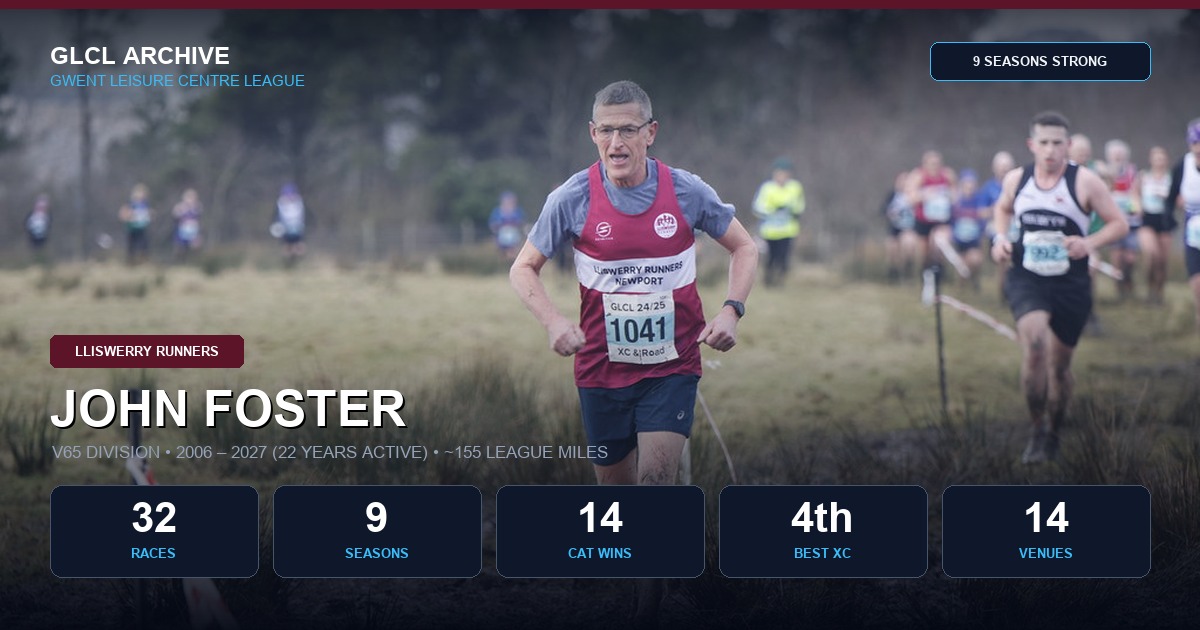 GLCL ARCHIVE
GWENT LEISURE CENTRE LEAGUE
9 SEASONS STRONG
LLISWERRY RUNNERS
NEWPORT
GLCL 24/25
1041
XC & Road
992
LLISWERRY RUNNERS
JOHN FOSTER
V65 DIVISION • 2006 – 2027 (22 YEARS ACTIVE) • ~155 LEAGUE MILES
32
RACES
9
SEASONS
14
CAT WINS
4th
BEST XC
14
VENUES